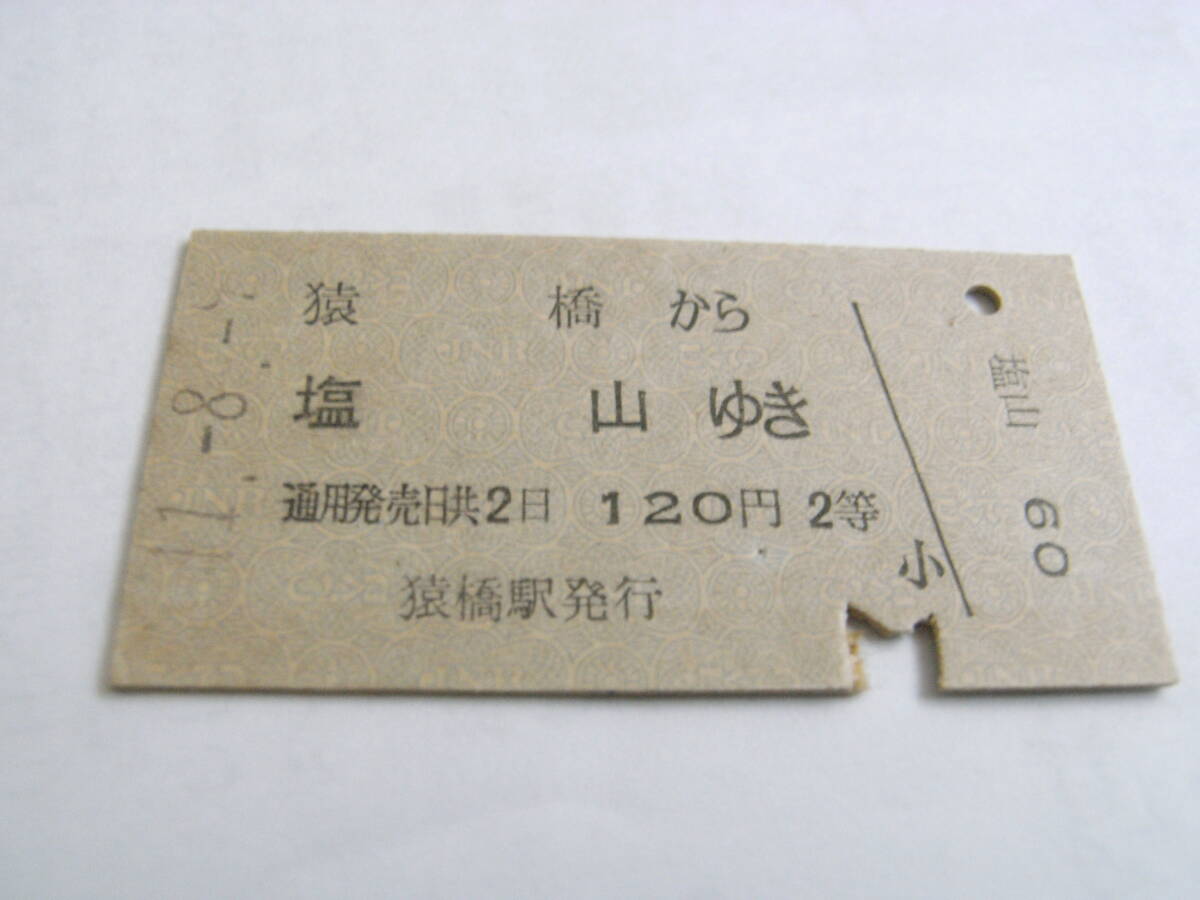 猿橋から
塩山ゆき
通用発売日共2日 120円 2等
小
猿橋駅発行
塩山
60